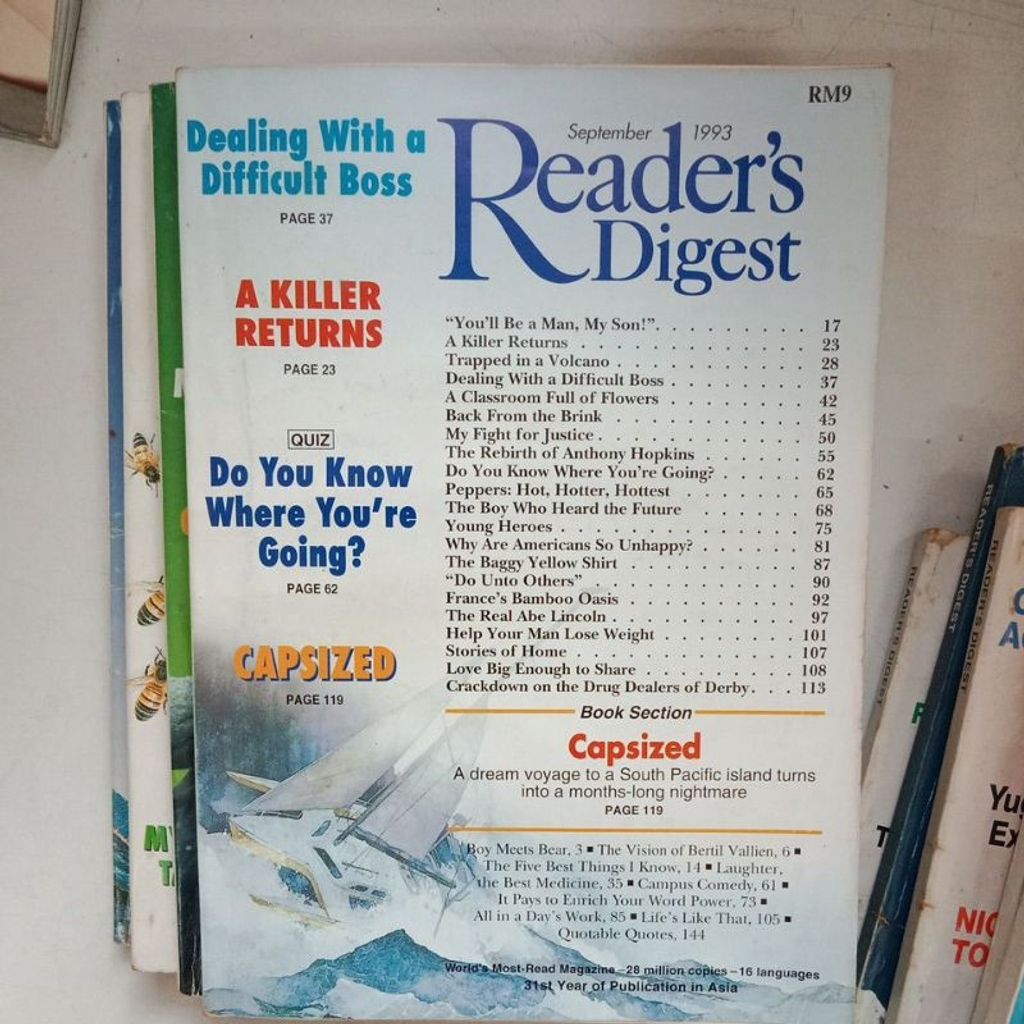 RM9
September 1993
Reader's
Digest
Dealing With a
Difficult Boss
PAGE 37
A KILLER
RETURNS
PAGE 23
QUIZ
Do You Know
Where You're
Going?
PAGE 62
CAPSIZED
PAGE 119
"You'll Be a Man, My Son!". . . . . . . . . . 17
A Killer Returns . . . . . . . . . . . . . 23
Trapped in a Volcano . . . . . . . . . . . 28
Dealing With a Difficult Boss . . . . . . . . 37
A Classroom Full of Flowers . . . . . . . . 42
Back From the Brink . . . . . . . . . . . 45
My Fight for Justice . . . . . . . . . . . . 50
The Rebirth of Anthony Hopkins . . . . . . 55
Do You Know Where You're Going? . . . . . 62
Peppers: Hot, Hotter, Hottest . . . . . . . 65
The Boy Who Heard the Future . . . . . . 68
Young Heroes . . . . . . . . . . . . . . 75
Why Are Americans So Unhappy? . . . . . . 81
The Baggy Yellow Shirt . . . . . . . . . . 87
"Do Unto Others" . . . . . . . . . . . . 90
France's Bamboo Oasis . . . . . . . . . . 92
The Real Abe Lincoln . . . . . . . . . . . 97
Help Your Man Lose Weight . . . . . . . . 101
Stories of Home . . . . . . . . . . . . . 107
Love Big Enough to Share . . . . . . . . . 108
Crackdown on the Drug Dealers of Derby. . . 113
Book Section
Capsized
A dream voyage to a South Pacific island turns
into a months-long nightmare
PAGE 119
Boy Meets Bear, 3 ■ The Vision of Bertil Vallien, 6 ■
The Five Best Things I Know, 14 ■ Laughter,
the Best Medicine, 35 ■ Campus Comedy, 61 ■
It Pays to Enrich Your Word Power, 73 ■
All in a Day's Work, 85 ■ Life's Like That, 105 ■
Quotable Quotes, 144
World's Most-Read Magazine – 28 million copies – 16 languages
31st Year of Publication in Asia
READER'S DIGEST
READER'S DIGEST
READER'S DIGEST